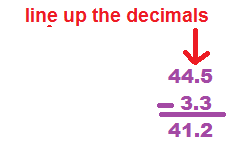 line up the decimals
44.5
– 3.3
41.2